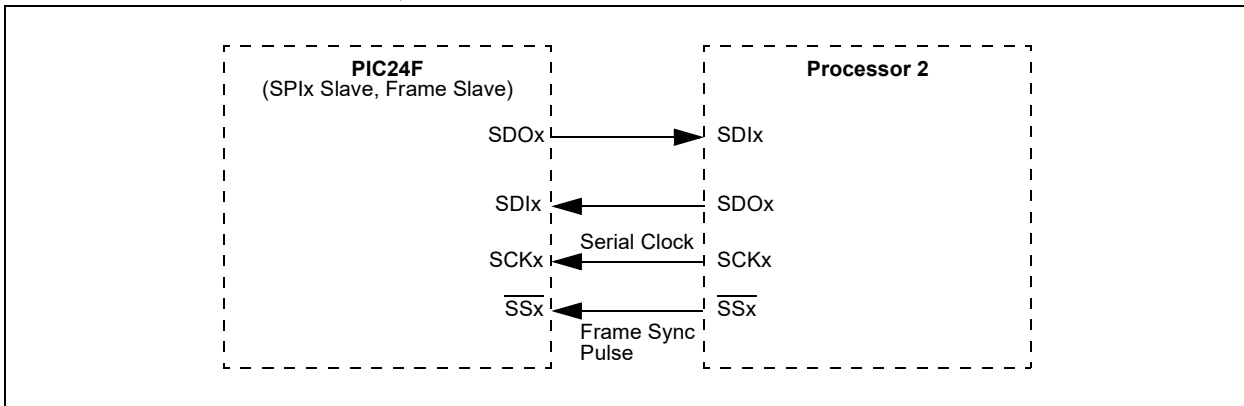 PIC24F
(SPIx Slave, Frame Slave)
Processor 2
SDOx
SDIx
SDIx
SDOx
Serial Clock
SCKx
SCKx
SSx
SSx
Frame Sync
Pulse